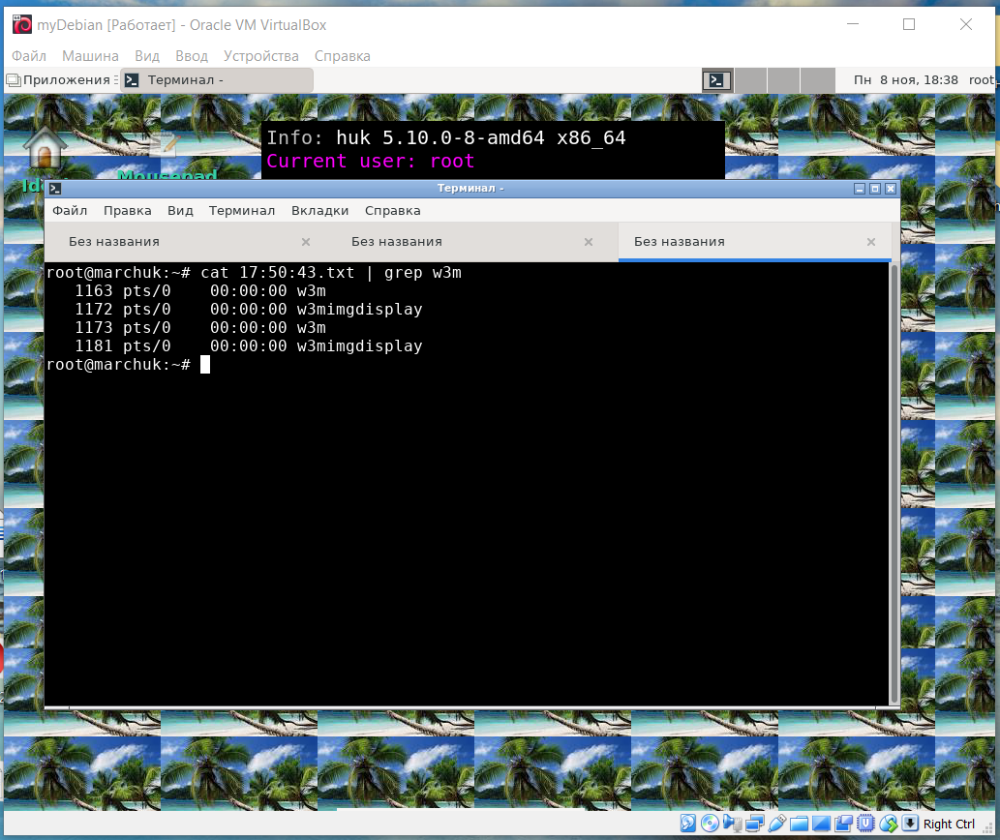 myDebian [Работает] - Oracle VM VirtualBox
Файл Машина Вид Ввод Устройства Справка
Приложения Терминал - Пн 8 ноя, 18:38 root
Info: huk 5.10.0-8-amd64 x86_64
Current user: root
Mousepad
Терминал -
Файл Правка Вид Терминал Вкладки Справка
Без названия Без названия Без названия
root@marchuk:~# cat 17:50:43.txt | grep w3m
1163 pts/0 00:00:00 w3m
1172 pts/0 00:00:00 w3mimgdisplay
1173 pts/0 00:00:00 w3m
1181 pts/0 00:00:00 w3mimgdisplay
root@marchuk:~#
Right Ctrl